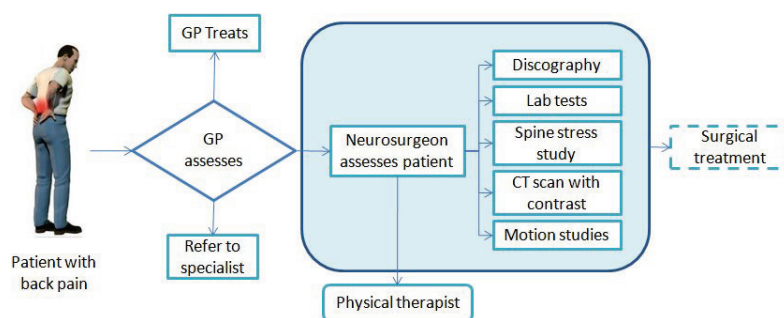 GP Treats
GP
assesses
Refer to
specialist
Patient with
back pain
Neurosurgeon
assesses patient
Discography
Lab tests
Spine stress
study
CT scan with
contrast
Motion studies
Physical therapist
Surgical
treatment